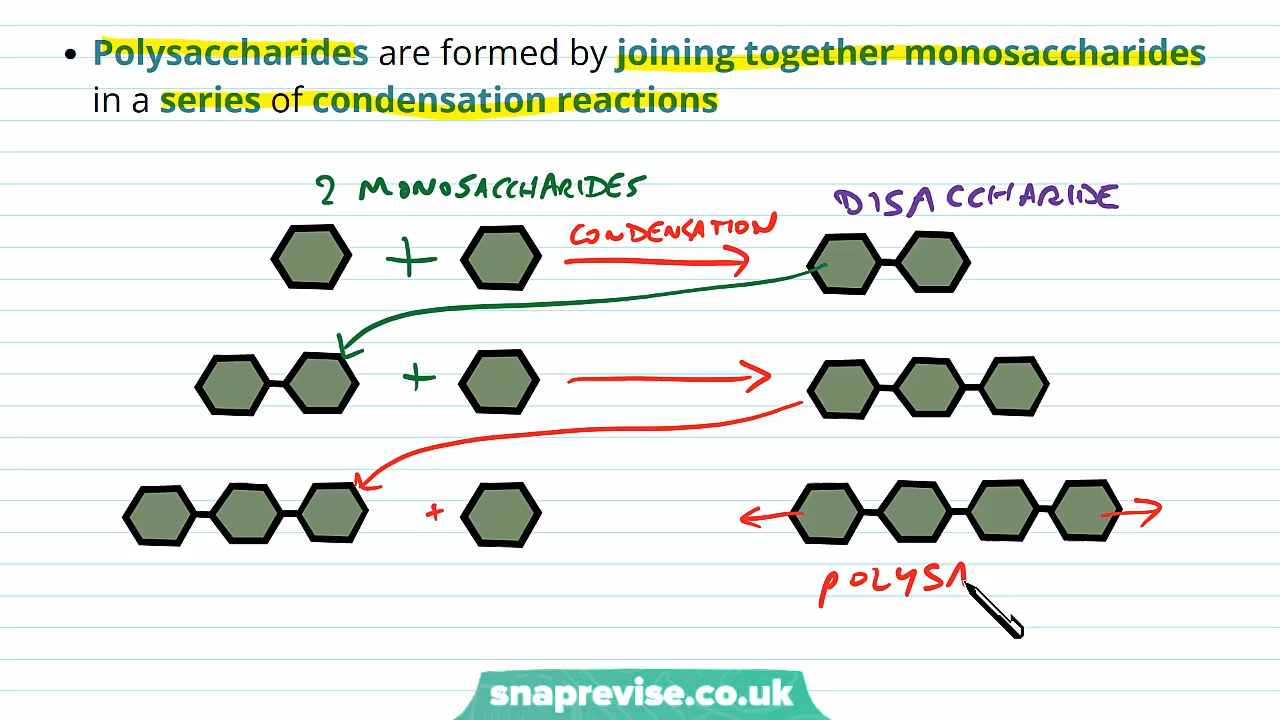 • Polysaccharides are formed by joining together monosaccharides
in a series of condensation reactions
2 MONOSACCHARIDES
DISACCHARIDE
+
CONDENSATION
+
+
POLYSA
snaprevise.co.uk